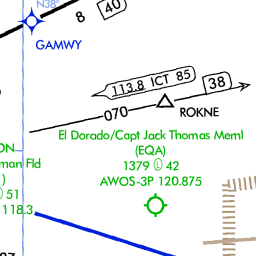 N38°
8 40
GAMWY
113.8 ICT 85
38
070
ROKNE
El Dorado/Capt Jack Thomas Meml
(EQA)
1379 Ⓛ 42
AWOS-3P 120.875
ON
man Fld
)
Ⓛ 51
118.3